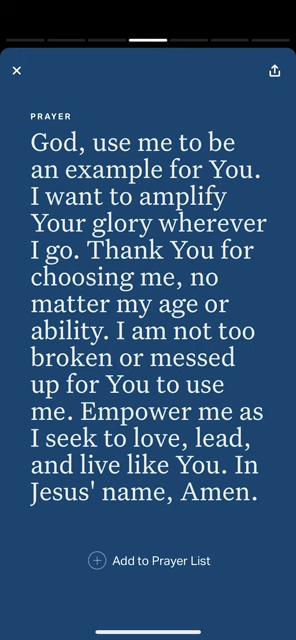 PRAYER
God, use me to be
an example for You.
I want to amplify
Your glory wherever
I go. Thank You for
choosing me, no
matter my age or
ability. I am not too
broken or messed
up for You to use
me. Empower me as
I seek to love, lead,
and live like You. In
Jesus' name, Amen.
Add to Prayer List